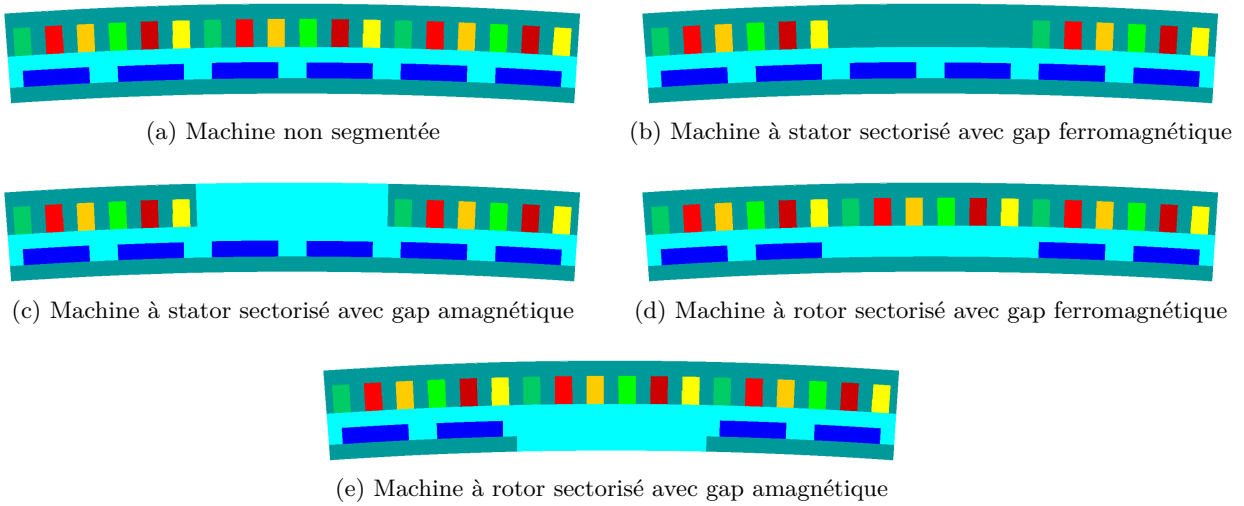 (a) Machine non segmentée
(b) Machine à stator sectorisé avec gap ferromagnétique
(c) Machine à stator sectorisé avec gap amagnétique
(d) Machine à rotor sectorisé avec gap ferromagnétique
(e) Machine à rotor sectorisé avec gap amagnétique